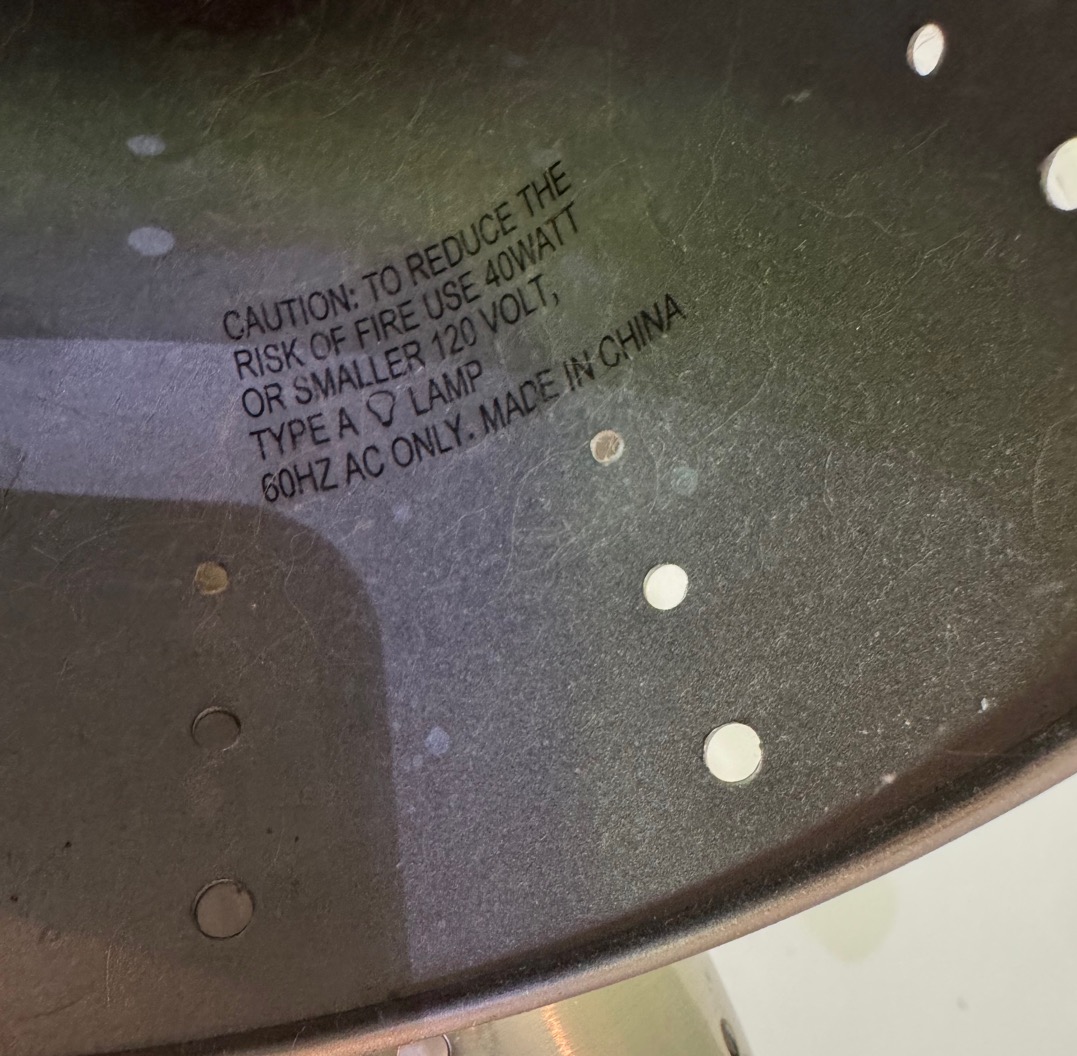 CAUTION: TO REDUCE THE
RISK OF FIRE USE 40WATT
OR SMALLER 120 VOLT,
TYPE A LAMP
60HZ AC ONLY. MADE IN CHINA